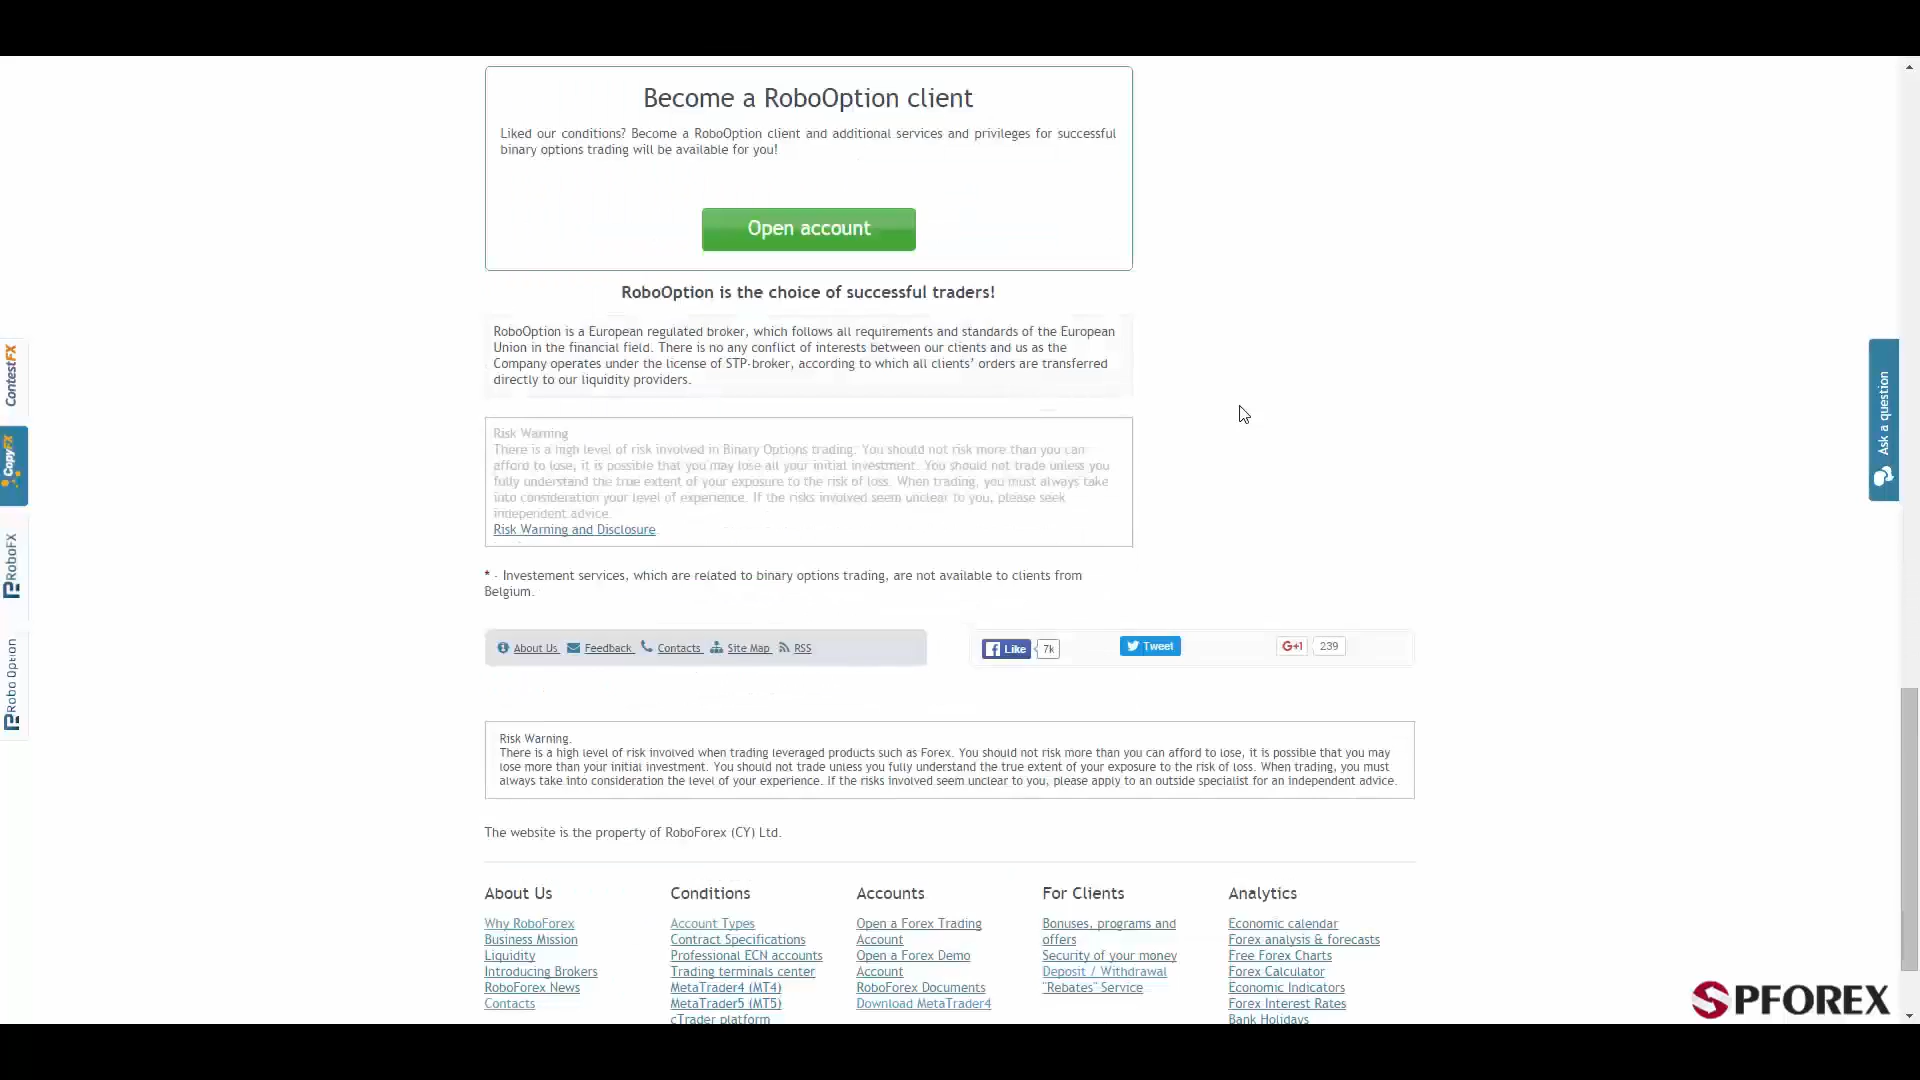 Become a RoboOption client
Liked our conditions? Become a RoboOption client and additional services and privileges for successful
binary options trading will be available for you!
Open account
RoboOption is the choice of successful traders!
RoboOption is a European regulated broker, which follows all requirements and standards of the European
Union in the financial field. There is no any conflict of interests between our clients and us as the
Company operates under the license of STP-broker, according to which all clients’ orders are transferred
directly to our liquidity providers.
Risk Warning
There is a high level of risk involved in Binary Options trading. You should not risk more than you can
afford to lose, it is possible that you may lose all your initial investment. You should not trade unless you
fully understand the true extent of your exposure to the risk of loss. When trading, you must always take
into consideration your level of experience. If the risks involved seem unclear to you, please seek
independent advice.
Risk Warning and Disclosure
* - Investement services, which are related to binary options trading, are not available to clients from
Belgium.
About Us Feedback Contacts Site Map RSS
Like 7k Tweet G+1 239
Risk Warning.
There is a high level of risk involved when trading leveraged products such as Forex. You should not risk more than you can afford to lose, it is possible that you may
lose more than your initial investment. You should not trade unless you fully understand the true extent of your exposure to the risk of loss. When trading, you must
always take into consideration the level of your experience. If the risks involved seem unclear to you, please apply to an outside specialist for an independent advice.
The website is the property of RoboForex (CY) Ltd.
About Us
Why RoboForex
Business Mission
Liquidity
Introducing Brokers
RoboForex News
Contacts
Conditions
Account Types
Contract Specifications
Professional ECN accounts
Trading terminals center
MetaTrader4 (MT4)
MetaTrader5 (MT5)
cTrader platform
Accounts
Open a Forex Trading
Account
Open a Forex Demo
Account
RoboForex Documents
Download MetaTrader4
For Clients
Bonuses, programs and
offers
Security of your money
Deposit / Withdrawal
"Rebates" Service
Analytics
Economic calendar
Forex analysis & forecasts
Free Forex Charts
Forex Calculator
Economic Indicators
Forex Interest Rates
Bank Holidays
ContestFX
CopyFX
RoboFX
Robo Option
Ask a question
SPFOREX